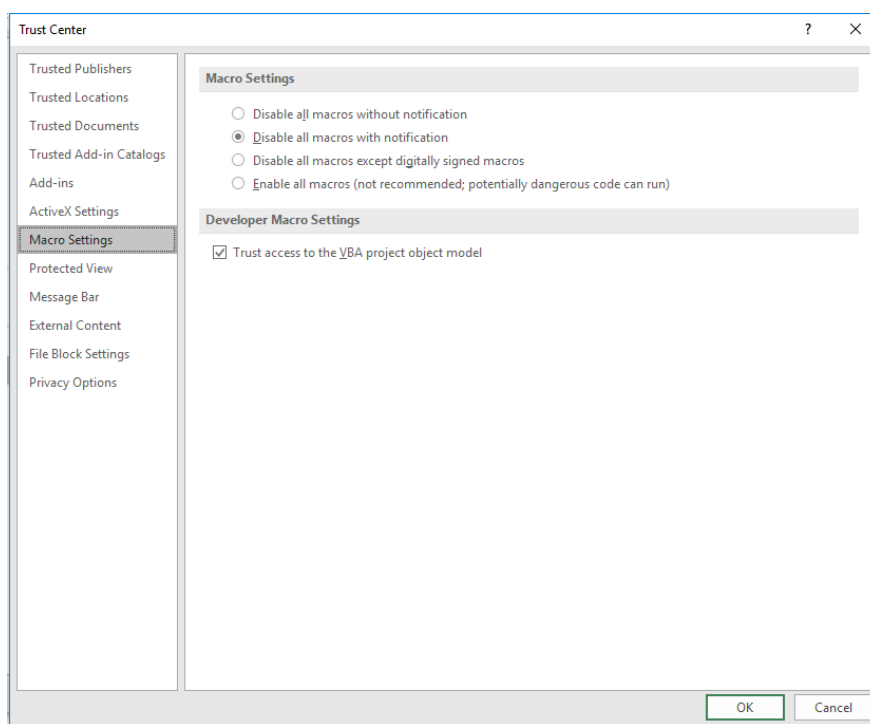 Trust Center
? ×
Trusted Publishers
Trusted Locations
Trusted Documents
Trusted Add-in Catalogs
Add-ins
ActiveX Settings
Macro Settings
Protected View
Message Bar
External Content
File Block Settings
Privacy Options
Macro Settings
Disable all macros without notification
Disable all macros with notification
Disable all macros except digitally signed macros
Enable all macros (not recommended; potentially dangerous code can run)
Developer Macro Settings
Trust access to the VBA project object model
OK
Cancel